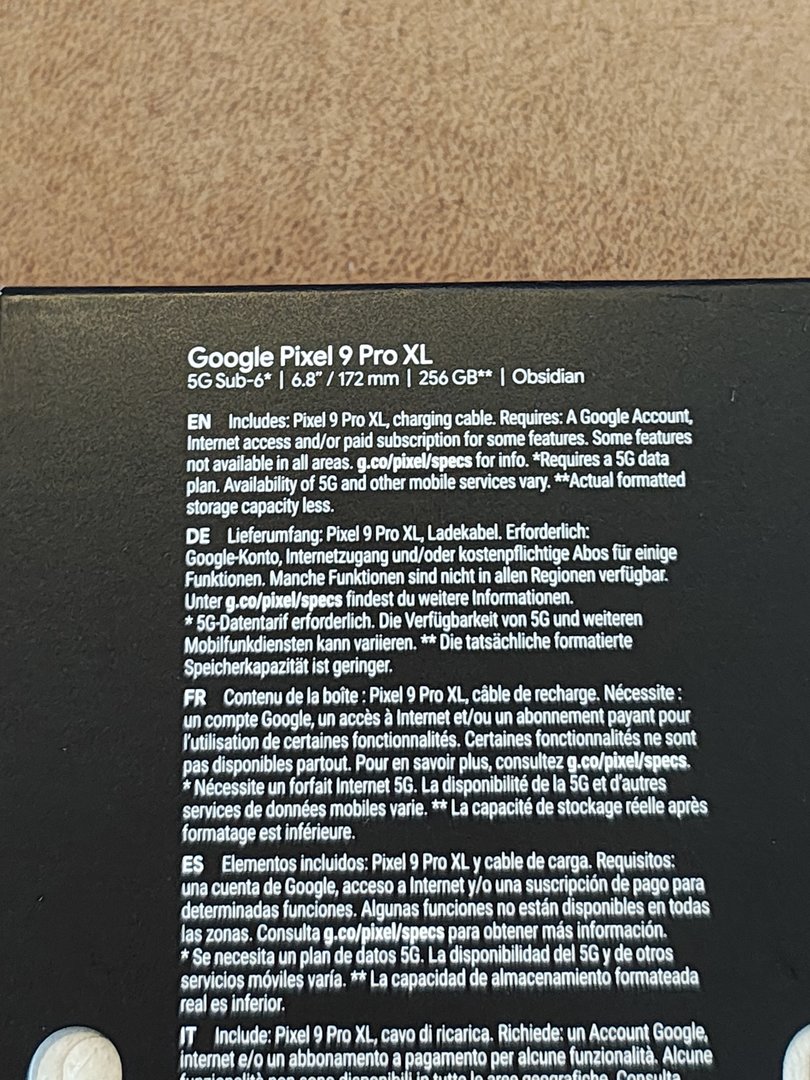 Google Pixel 9 Pro XL
5G Sub-6* | 6.8" / 172 mm | 256 GB** | Obsidian
EN Includes: Pixel 9 Pro XL, charging cable. Requires: A Google Account,
Internet access and/or paid subscription for some features. Some features
not available in all areas. g.co/pixel/specs for info. *Requires a 5G data
plan. Availability of 5G and other mobile services vary. **Actual formatted
storage capacity less.
DE Lieferumfang: Pixel 9 Pro XL, Ladekabel. Erforderlich:
Google-Konto, Internetzugang und/oder kostenpflichtige Abos für einige
Funktionen. Manche Funktionen sind nicht in allen Regionen verfügbar.
Unter g.co/pixel/specs findest du weitere Informationen.
* 5G-Datentarif erforderlich. Die Verfügbarkeit von 5G und weiteren
Mobilfunkdiensten kann variieren. ** Die tatsächliche formatierte
Speicherkapazität ist geringer.
FR Contenu de la boîte : Pixel 9 Pro XL, câble de recharge. Nécessite :
un compte Google, un accès à Internet et/ou un abonnement payant pour
l'utilisation de certaines fonctionnalités. Certaines fonctionnalités ne sont
pas disponibles partout. Pour en savoir plus, consultez g.co/pixel/specs.
* Nécessite un forfait Internet 5G. La disponibilité de la 5G et d'autres
services de données mobiles varie. ** La capacité de stockage réelle après
formatage est inférieure.
ES Elementos incluidos: Pixel 9 Pro XL y cable de carga. Requisitos:
una cuenta de Google, acceso a Internet y/o una suscripción de pago para
determinadas funciones. Algunas funciones no están disponibles en todas
las zonas. Consulta g.co/pixel/specs para obtener más información.
* Se necesita un plan de datos 5G. La disponibilidad del 5G y de otros
servicios móviles varía. ** La capacidad de almacenamiento formateada
real es inferior.
IT Include: Pixel 9 Pro XL, cavo di ricarica. Richiede: un Account Google,
internet e/o un abbonamento a pagamento per alcune funzionalità. Alcune
funzionalità non sono disponibili in tutte le aree geografiche. Consulta